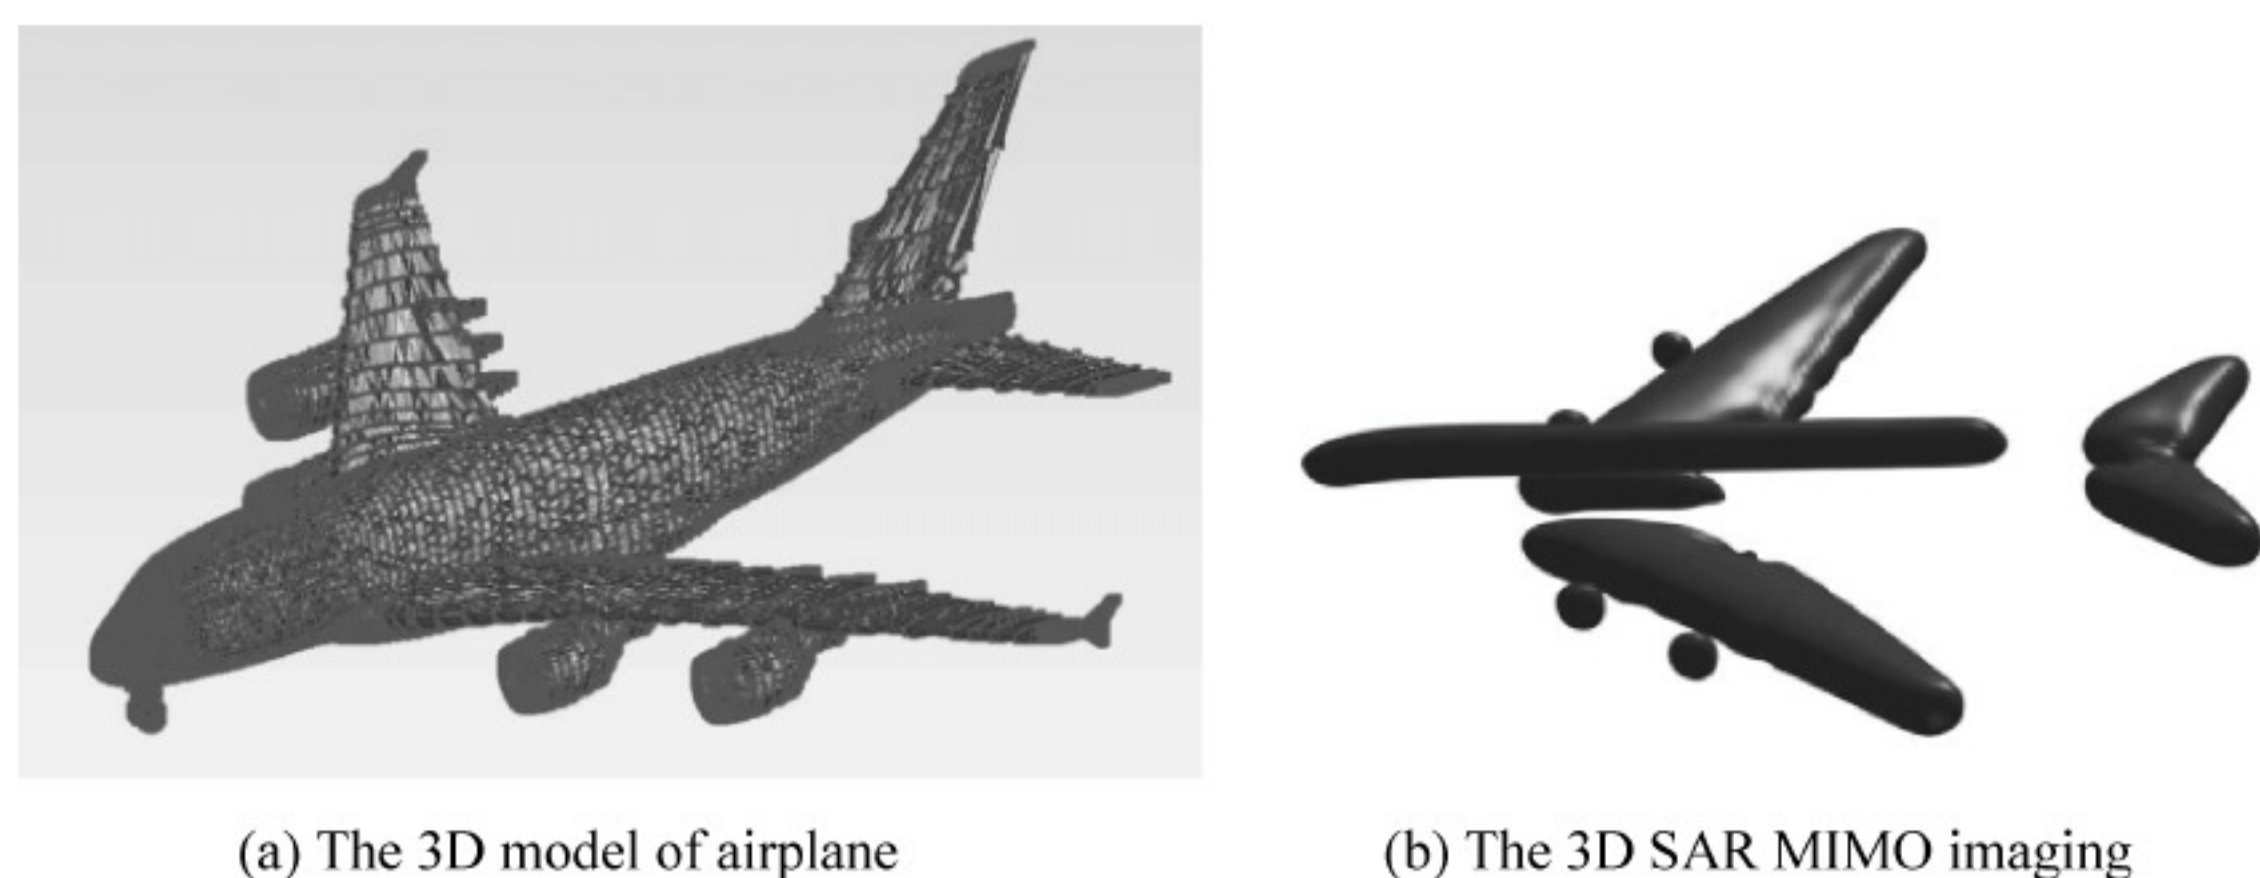 (a) The 3D model of airplane
(b) The 3D SAR MIMO imaging